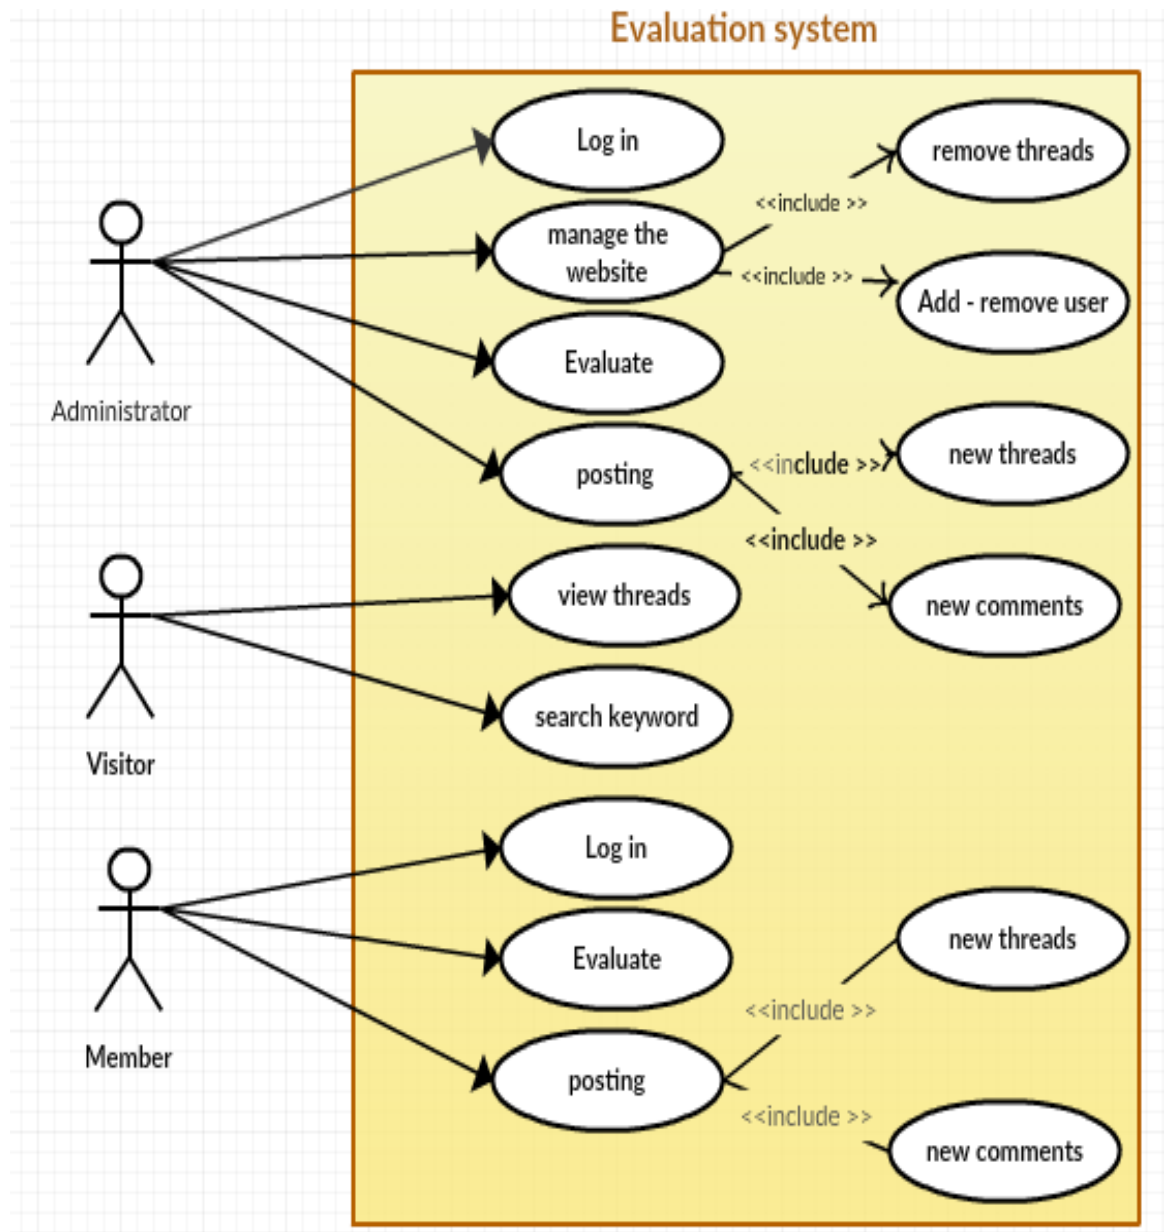 Evaluation system
Log in
remove threads
<<include >>
manage the
website
<<include >>
Add - remove user
Evaluate
Administrator
posting
<<include >>
new threads
<<include >>
view threads
new comments
search keyword
Visitor
Log in
new threads
Evaluate
<<include >>
Member
posting
<<include >>
new comments